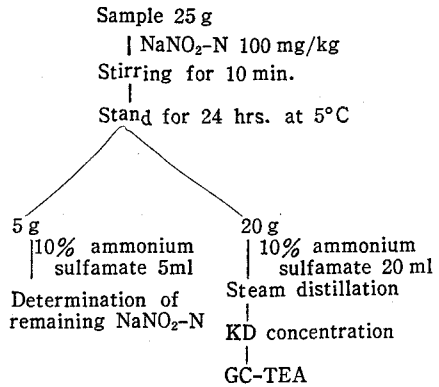 Sample 25 g
NaNO₂-N 100 mg/kg
Stirring for 10 min.
Stand for 24 hrs. at 5°C
5 g
10% ammonium
sulfamate 5ml
Determination of
remaining NaNO₂-N
20 g
10% ammonium
sulfamate 20 ml
Steam distillation
KD concentration
GC-TEA